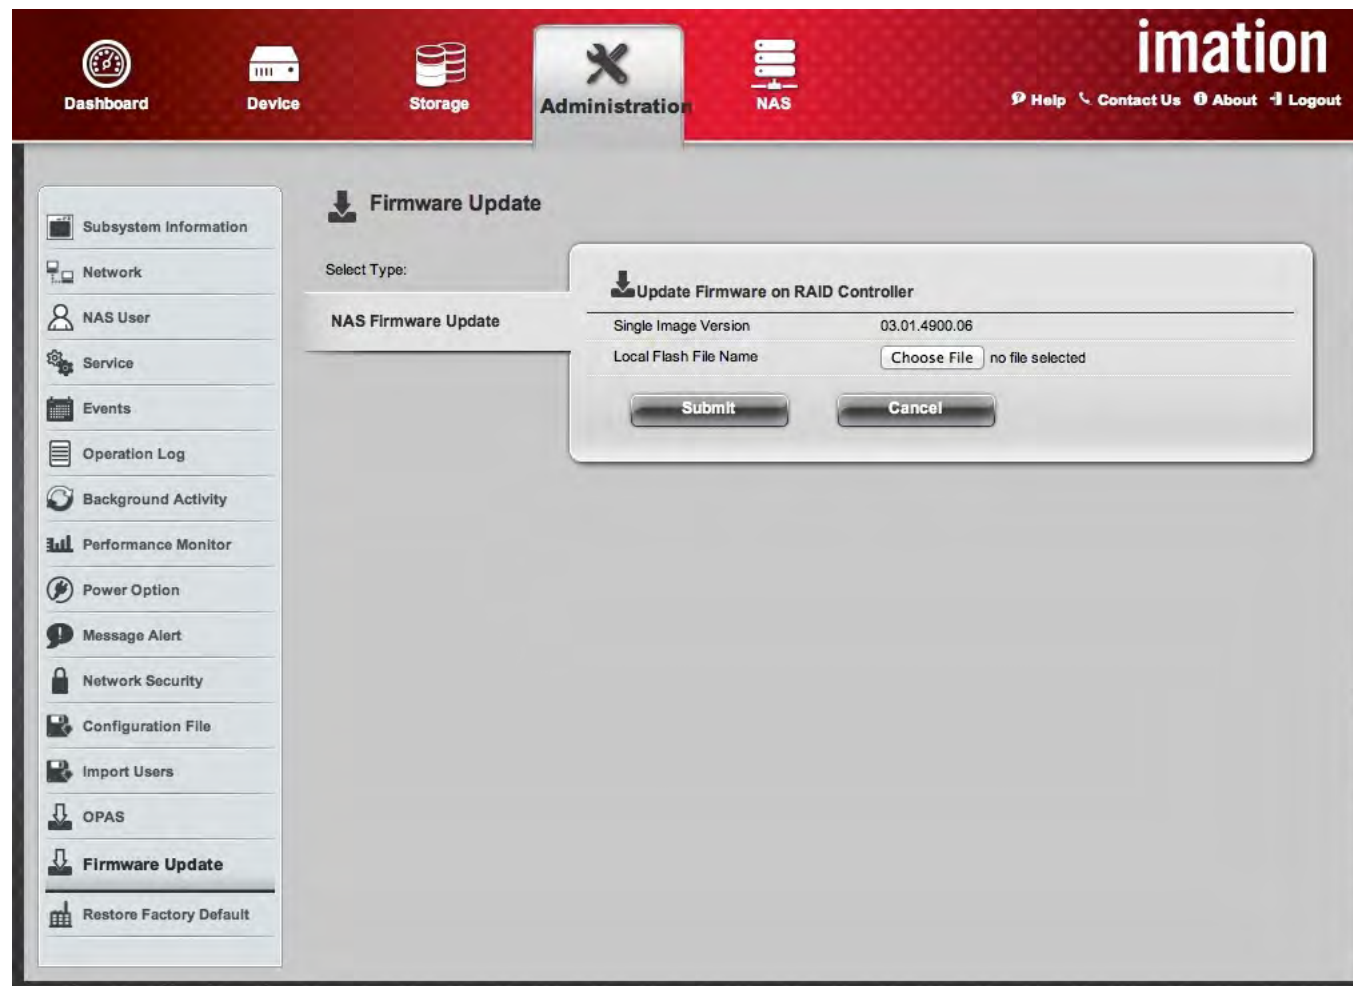 imation
Dashboard
Device
Storage
Administration
NAS
Help
Contact Us
About
Logout
Subsystem Information
Network
NAS User
Service
Events
Operation Log
Background Activity
Performance Monitor
Power Option
Message Alert
Network Security
Configuration File
Import Users
OPAS
Firmware Update
Restore Factory Default
Firmware Update
Select Type:
NAS Firmware Update
Update Firmware on RAID Controller
Single Image Version 03.01.4900.06
Local Flash File Name Choose File no file selected
Submit Cancel